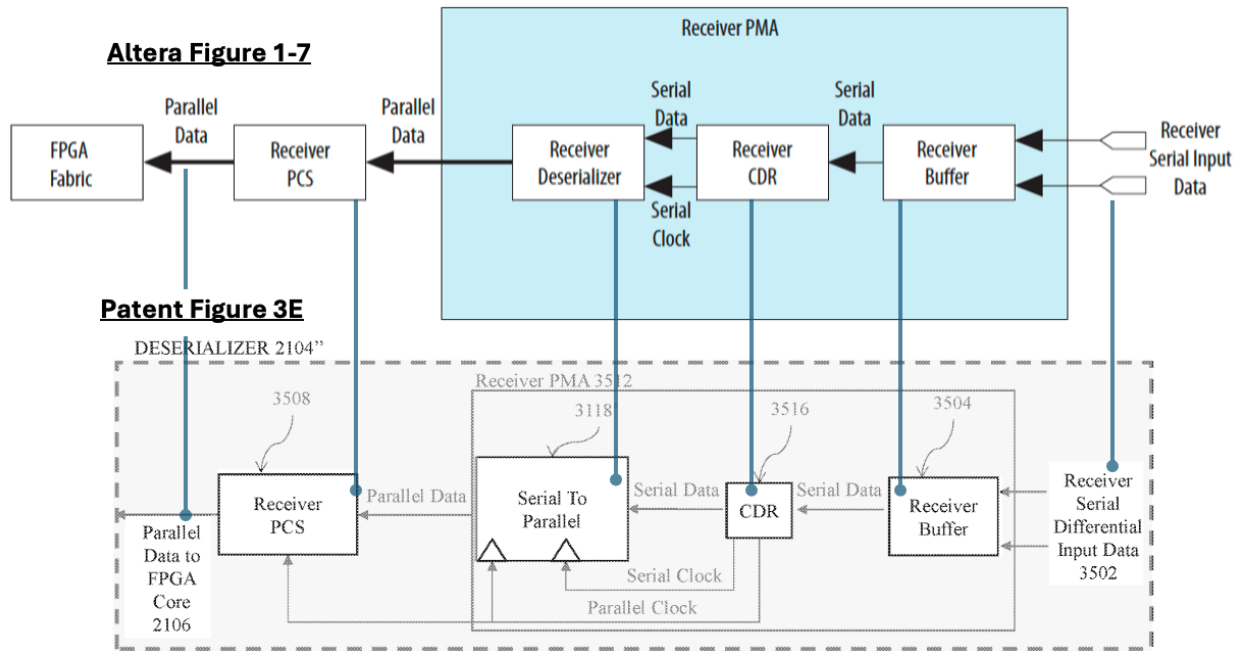 Receiver PMA
Altera Figure 1-7
Parallel
Data
Parallel
Data
Serial
Data
Serial
Data
FPGA
Fabric
Receiver
PCS
Receiver
Deserializer
Receiver
CDR
Receiver
Buffer
Receiver
Serial Input
Data
Serial
Clock
Patent Figure 3E
DESERIALIZER 2104”
Receiver PMA 3512
3508
3118
3516
3504
Receiver
PCS
Parallel Data
Serial To
Parallel
Serial Data
CDR
Serial Data
Receiver
Buffer
Receiver
Serial
Differential
Input Data
3502
Parallel
Data to
FPGA
Core
2106
Serial Clock
Parallel Clock